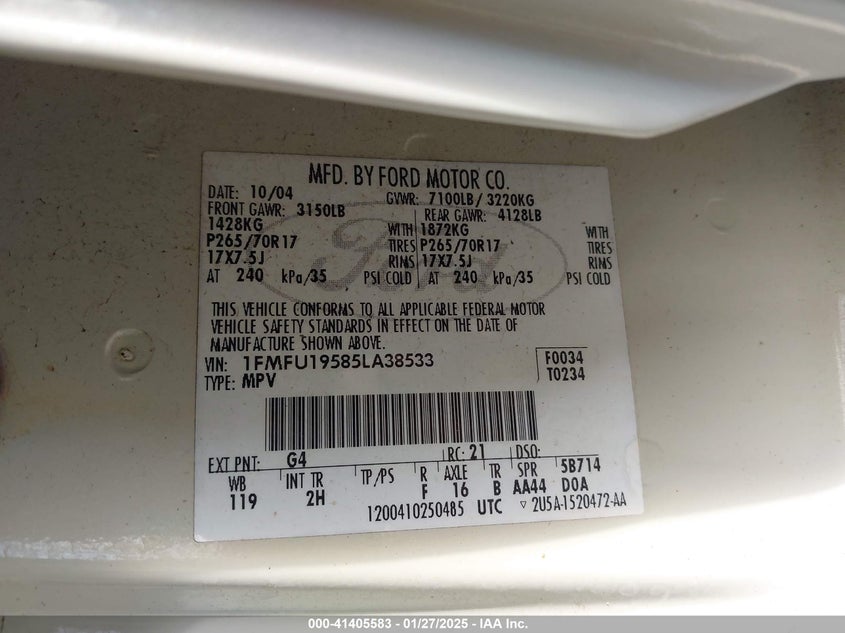 MFD. BY FORD MOTOR CO.
DATE: 10/04 GVWR: 7100LB/ 3220KG
FRONT GAWR: 3150LB REAR GAWR: 4128LB
1428KG WITH 1872KG WITH
P265/70R17 TIRES P265/70R17 TIRES
17X7.5J RIMS 17X7.5J RIMS
AT 240 kPa/35 PSI COLD AT 240 kPa/35 PSI COLD
Ford
THIS VEHICLE CONFORMS TO ALL APPLICABLE FEDERAL MOTOR
VEHICLE SAFETY STANDARDS IN EFFECT ON THE DATE OF
MANUFACTURE SHOWN ABOVE.
VIN: 1FMFU19585LA38533 F0034
TYPE: MPV T0234
EXT PNT: G4 RC: 21 DSO:
WB INT TR TP/PS R AXLE TR SPR 5B714
119 2H F 16 B AA44 D0A
12004102504B5 UTC ▽ 2U5A-1520472-AA
000-41405583 - 01/27/2025 - IAA Inc.